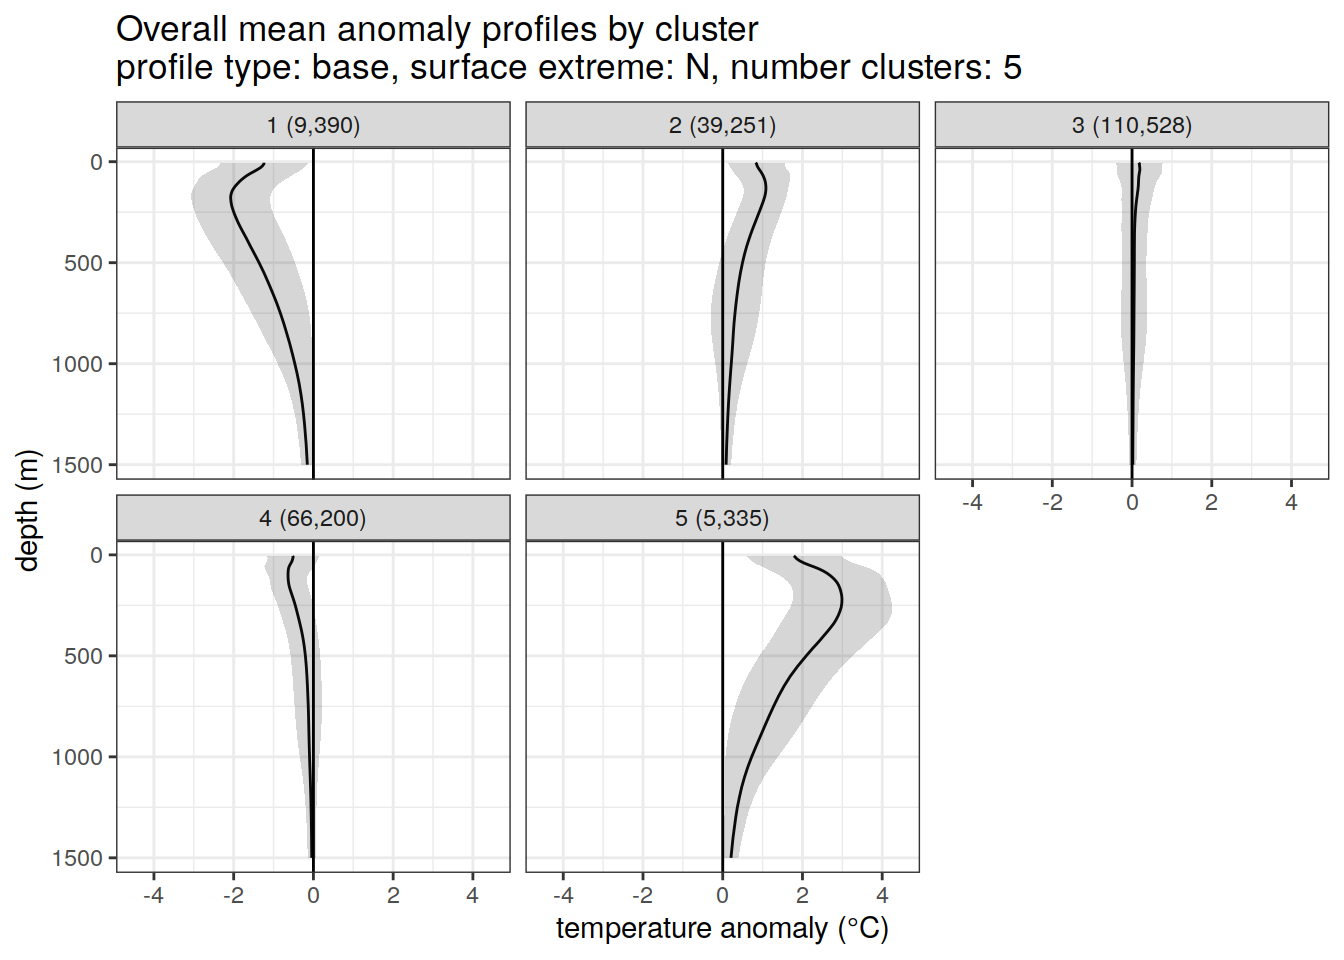 Overall mean anomaly profiles by cluster
profile type: base, surface extreme: N, number clusters: 5
1 (9,390)
2 (39,251)
3 (110,528)
0
500
1000
1500
-4 -2 0 2 4
4 (66,200)
5 (5,335)
0
500
1000
1500
-4 -2 0 2 4
-4 -2 0 2 4
depth (m)
temperature anomaly (°C)